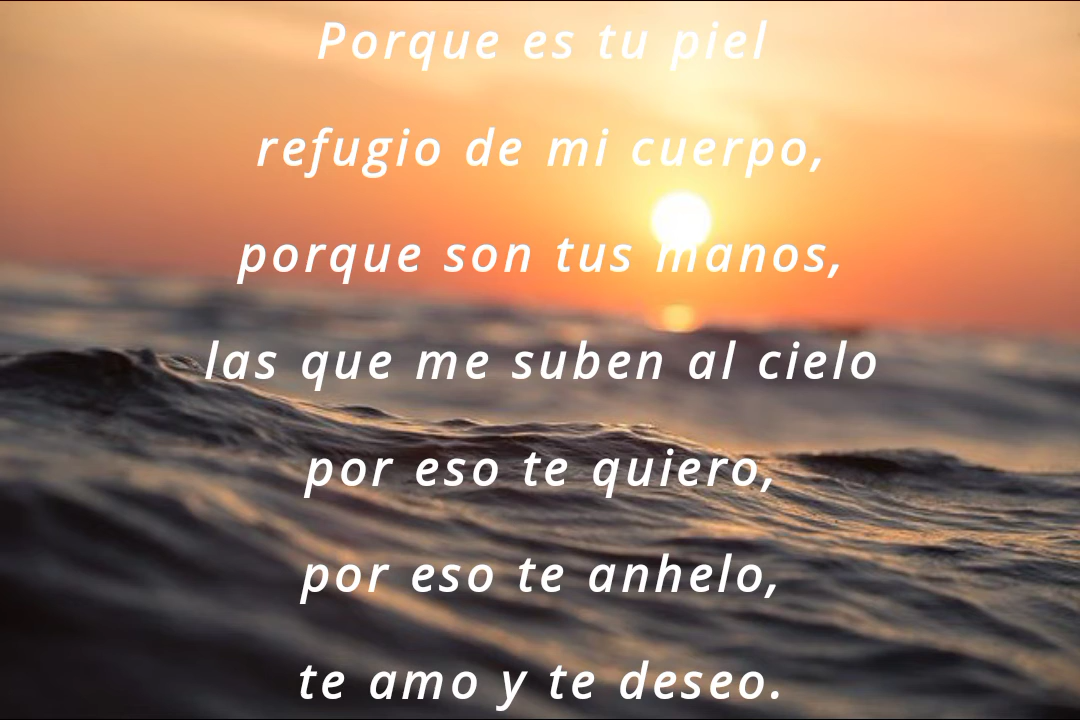 Porque es tu piel
refugio de mi cuerpo,
porque son tus manos,
las que me suben al cielo
por eso te quiero,
por eso te anhelo,
te amo y te deseo.